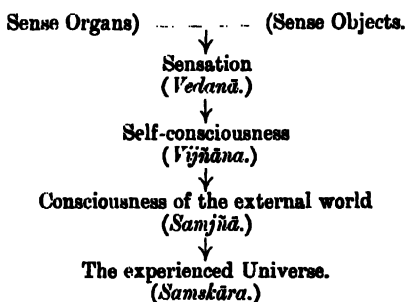 Sense Organs) ... ... ... (Sense Objects.
Sensation
(Vedanā.)
Self-consciousness
(Vijñāna.)
Consciousness of the external world
(Samjñā.)
The experienced Universe.
(Samskāra.)